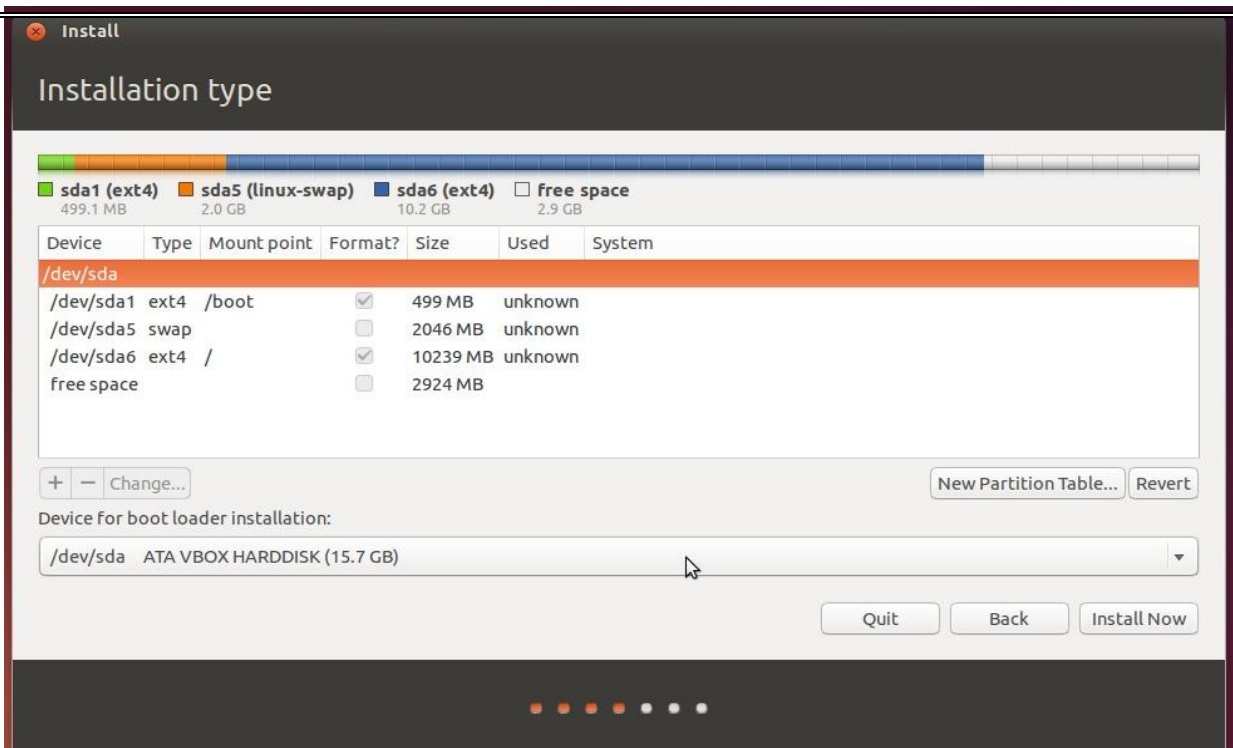 Install
Installation type
sda1 (ext4) sda5 (linux-swap) sda6 (ext4) free space
499.1 MB 2.0 GB 10.2 GB 2.9 GB
Device Type Mount point Format? Size Used System
/dev/sda
/dev/sda1 ext4 /boot 499 MB unknown
/dev/sda5 swap 2046 MB unknown
/dev/sda6 ext4 / 10239 MB unknown
free space 2924 MB
+ − Change... New Partition Table... Revert
Device for boot loader installation:
/dev/sda ATA VBOX HARDDISK (15.7 GB)
Quit Back Install Now